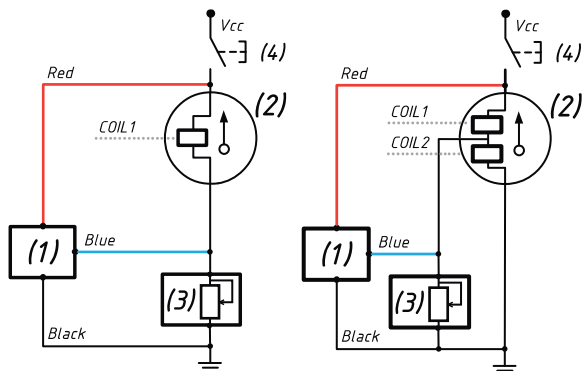 Vcc
(4)
Red
(2)
COIL1
(1)
Blue
(3)
Black
Vcc
(4)
Red
(2)
COIL1
COIL2
(1)
Blue
(3)
Black